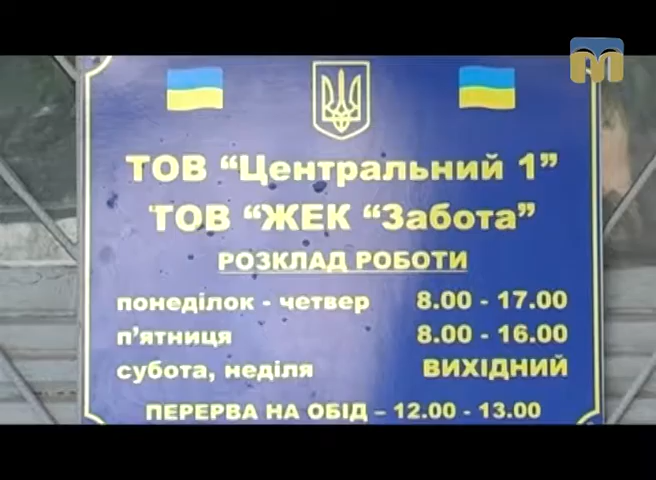 ТОВ “Центральний 1”
ТОВ “ЖЕК “Забота”
РОЗКЛАД РОБОТИ
понеділок - четвер 8.00 - 17.00
п’ятниця 8.00 - 16.00
субота, неділя ВИХІДНИЙ
ПЕРЕРВА НА ОБІД – 12.00 - 13.00